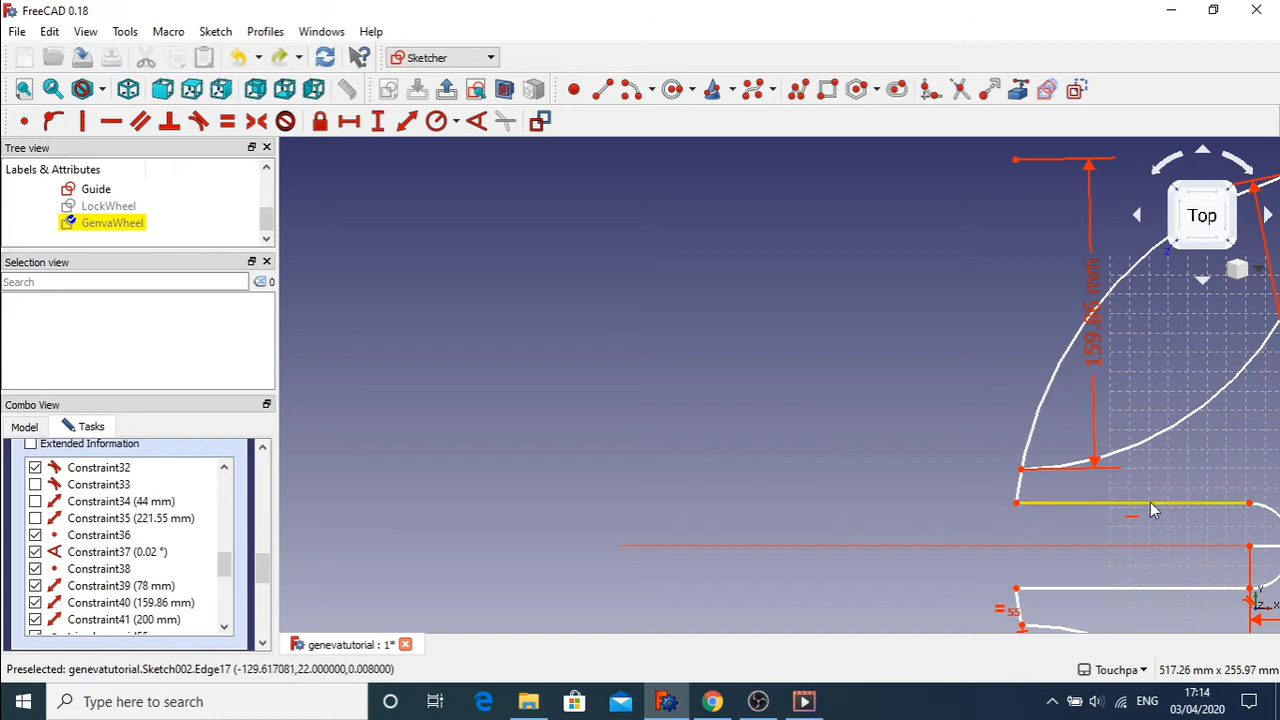 FreeCAD 0.18
File Edit View Tools Macro Sketch Profiles Windows Help
Sketcher
Tree view
Labels & Attributes
Guide
LockWheel
GenvaWheel
Selection view
Search
0
Combo View
Model Tasks
Extended Information
Constraint32
Constraint33
Constraint34 (44 mm)
Constraint35 (221.55 mm)
Constraint36
Constraint37 (0.02 °)
Constraint38
Constraint39 (78 mm)
Constraint40 (159.86 mm)
Constraint41 (200 mm)
Top
Z
159.86 mm
55
Y
Z X
genevatutorial : 1*
Preselected: genevatutorial.Sketch002.Edge17 (-129.617081,22.000000,0.008000)
Touchpa
517.26 mm x 255.97 mm
Type here to search
ENG
17:14
03/04/2020